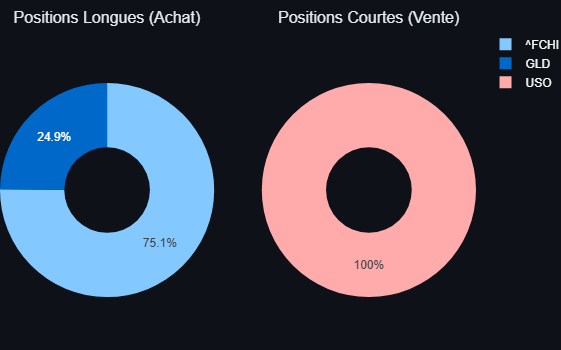 Positions Longues (Achat)
Positions Courtes (Vente)
^FCHI
GLD
USO
24.9%
75.1%
100%